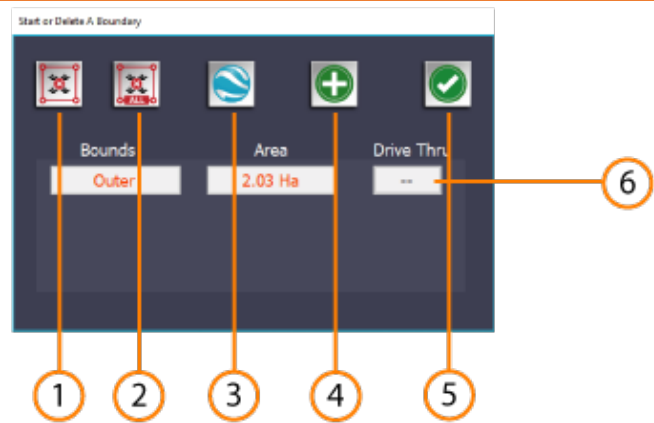 Start or Delete A Boundary
ALL
Bounds Area Drive Thru
Outer 2.03 Ha --
6
1 2 3 4 5